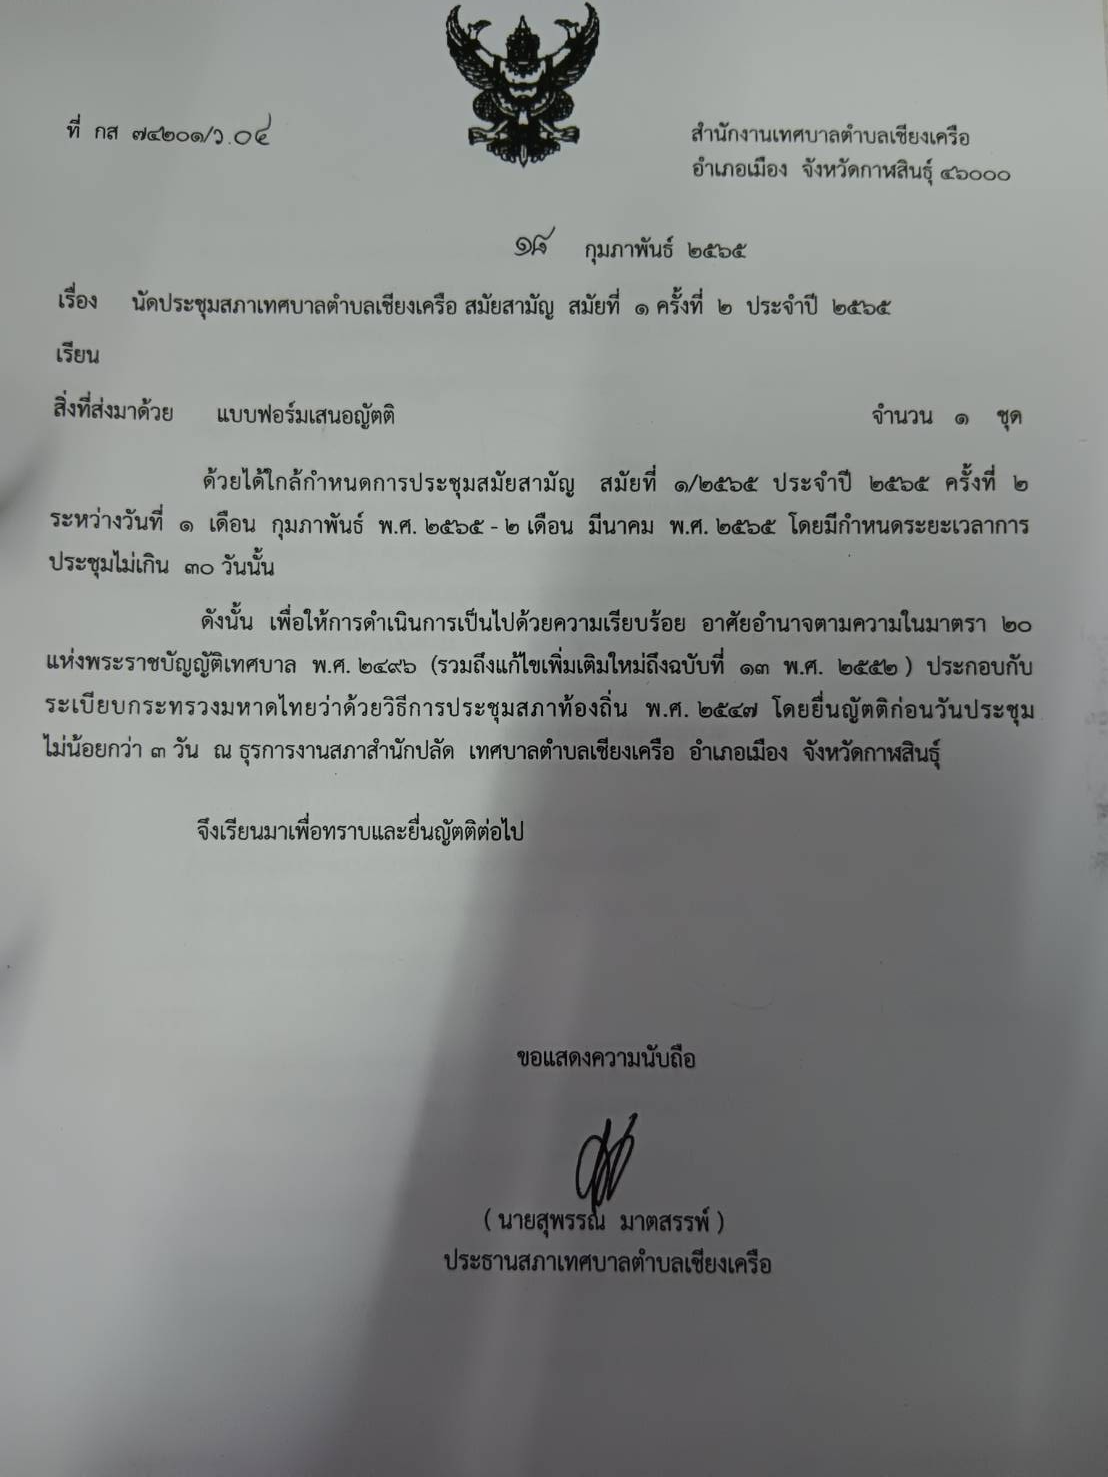 ที่ กส ๗๔๒๐๑/ว.๐๔
สำนักงานเทศบาลตำบลเชียงเครือ
อำเภอเมือง จังหวัดกาฬสินธุ์ ๔๖๐๐๐
๑๘ กุมภาพันธ์ ๒๕๖๕
เรื่อง นัดประชุมสภาเทศบาลตำบลเชียงเครือ สมัยสามัญ สมัยที่ ๑ ครั้งที่ ๒ ประจำปี ๒๕๖๕
เรียน
สิ่งที่ส่งมาด้วย แบบฟอร์มเสนอญัตติ จำนวน ๑ ชุด
ด้วยได้ใกล้กำหนดการประชุมสมัยสามัญ สมัยที่ ๑/๒๕๖๕ ประจำปี ๒๕๖๕ ครั้งที่ ๒
ระหว่างวันที่ ๑ เดือน กุมภาพันธ์ พ.ศ. ๒๕๖๕ - ๒ เดือน มีนาคม พ.ศ. ๒๕๖๕ โดยมีกำหนดระยะเวลาการ
ประชุมไม่เกิน ๓๐ วันนั้น
ดังนั้น เพื่อให้การดำเนินการเป็นไปด้วยความเรียบร้อย อาศัยอำนาจตามความในมาตรา ๒๐
แห่งพระราชบัญญัติเทศบาล พ.ศ. ๒๔๙๖ (รวมถึงแก้ไขเพิ่มเติมใหม่ถึงฉบับที่ ๑๓ พ.ศ. ๒๕๕๒ ) ประกอบกับ
ระเบียบกระทรวงมหาดไทยว่าด้วยวิธีการประชุมสภาท้องถิ่น พ.ศ. ๒๕๔๗ โดยยื่นญัตติก่อนวันประชุม
ไม่น้อยกว่า ๓ วัน ณ ธุรการงานสภาสำนักปลัด เทศบาลตำบลเชียงเครือ อำเภอเมือง จังหวัดกาฬสินธุ์
จึงเรียนมาเพื่อทราบและยื่นญัตติต่อไป
ขอแสดงความนับถือ
( นายสุพรรณ มาตสรรพ์ )
ประธานสภาเทศบาลตำบลเชียงเครือ